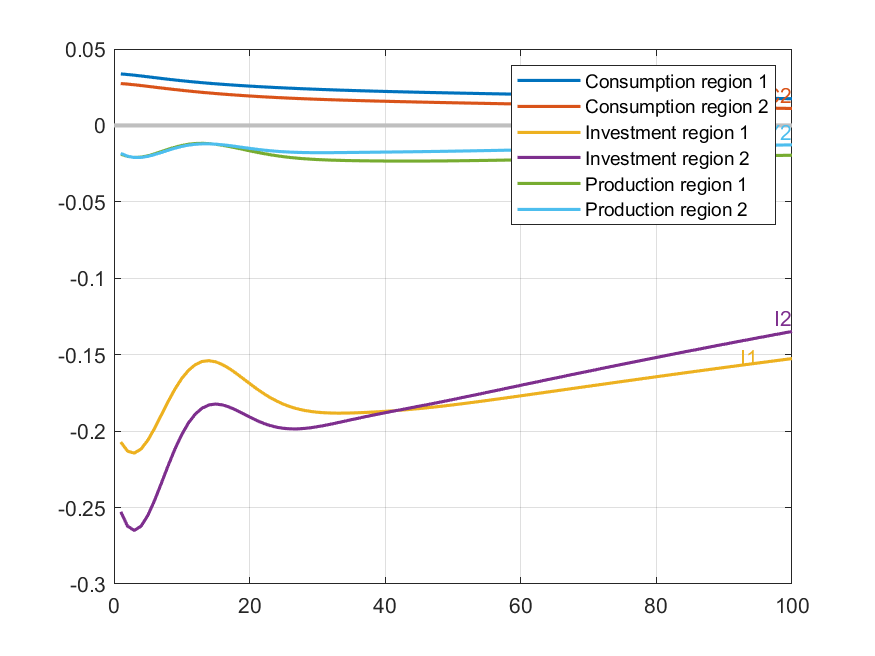 0.05
0
-0.05
-0.1
-0.15
-0.2
-0.25
-0.3
0
20
40
60
80
100
Consumption region 1
Consumption region 2
Investment region 1
Investment region 2
Production region 1
Production region 2
I2
I1